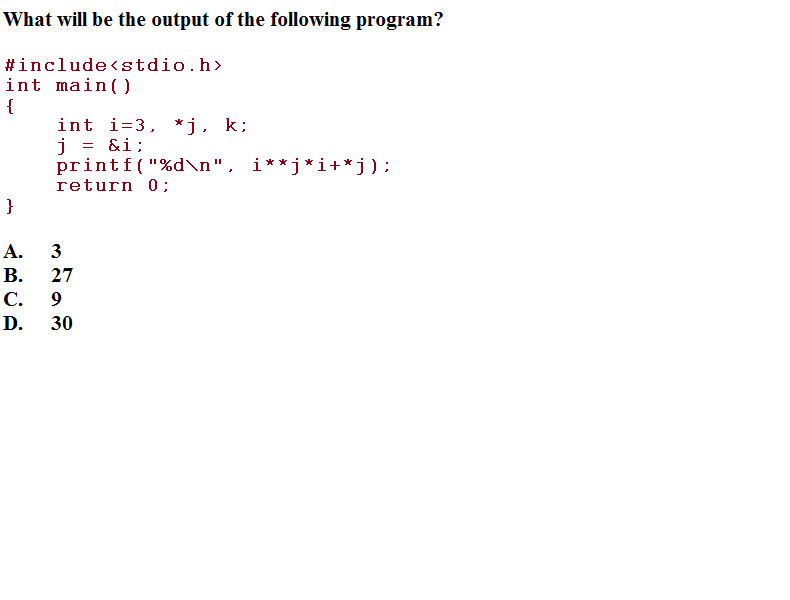 What will be the output of the following program?
#include<stdio.h>
int main()
{
    int i=3, *j, k;
    j = &i;
    printf("%d\n", i**j*i+*j);
    return 0;
}
A. 3
B. 27
C. 9
D. 30